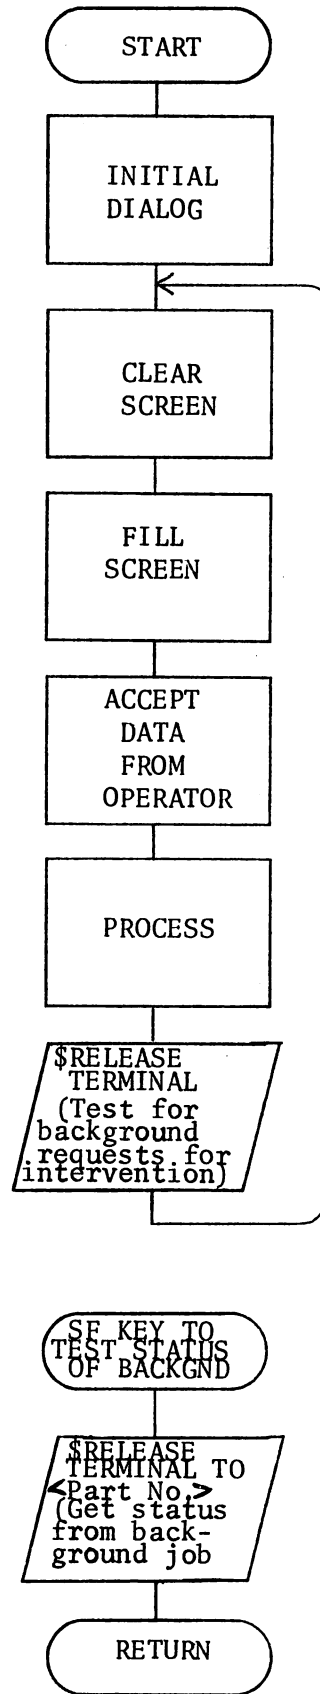 START
INITIAL
DIALOG
CLEAR
SCREEN
FILL
SCREEN
ACCEPT
DATA
FROM
OPERATOR
PROCESS
$RELEASE
TERMINAL
(Test for
background
requests for
intervention)
SF KEY TO
TEST STATUS
OF BACKGND
$RELEASE
TERMINAL TO
<Part No.>
(Get status
from back-
ground job
RETURN